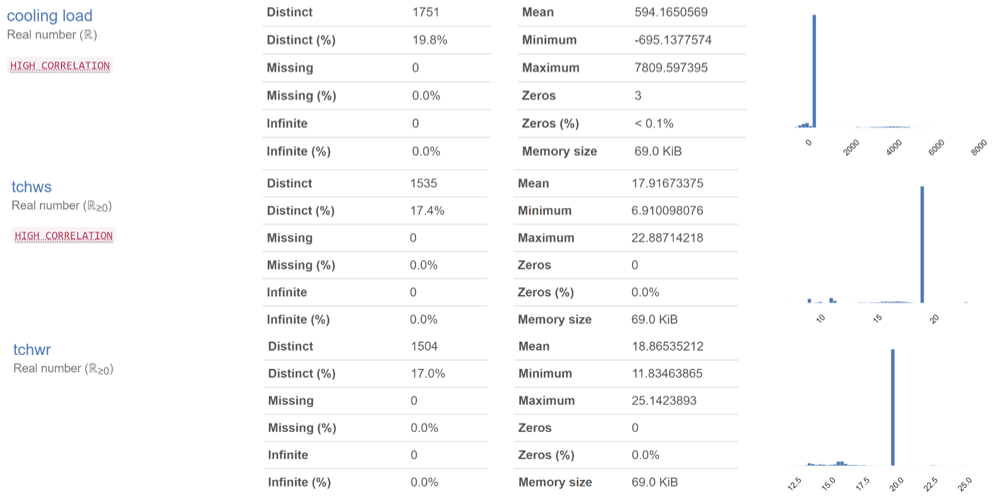 cooling load
Real number (ℝ)
HIGH CORRELATION
Distinct 1751
Distinct (%) 19.8%
Missing 0
Missing (%) 0.0%
Infinite 0
Infinite (%) 0.0%
Mean 594.1650569
Minimum -695.1377574
Maximum 7809.597395
Zeros 3
Zeros (%) < 0.1%
Memory size 69.0 KiB
0 2000 4000 6000 8000
tchws
Real number (ℝ≥0)
HIGH CORRELATION
Distinct 1535
Distinct (%) 17.4%
Missing 0
Missing (%) 0.0%
Infinite 0
Infinite (%) 0.0%
Mean 17.91673375
Minimum 6.910098076
Maximum 22.88714218
Zeros 0
Zeros (%) 0.0%
Memory size 69.0 KiB
10 15 20
tchwr
Real number (ℝ≥0)
Distinct 1504
Distinct (%) 17.0%
Missing 0
Missing (%) 0.0%
Infinite 0
Infinite (%) 0.0%
Mean 18.86535212
Minimum 11.83463865
Maximum 25.1423893
Zeros 0
Zeros (%) 0.0%
Memory size 69.0 KiB
12.5 15.0 17.5 20.0 22.5 25.0